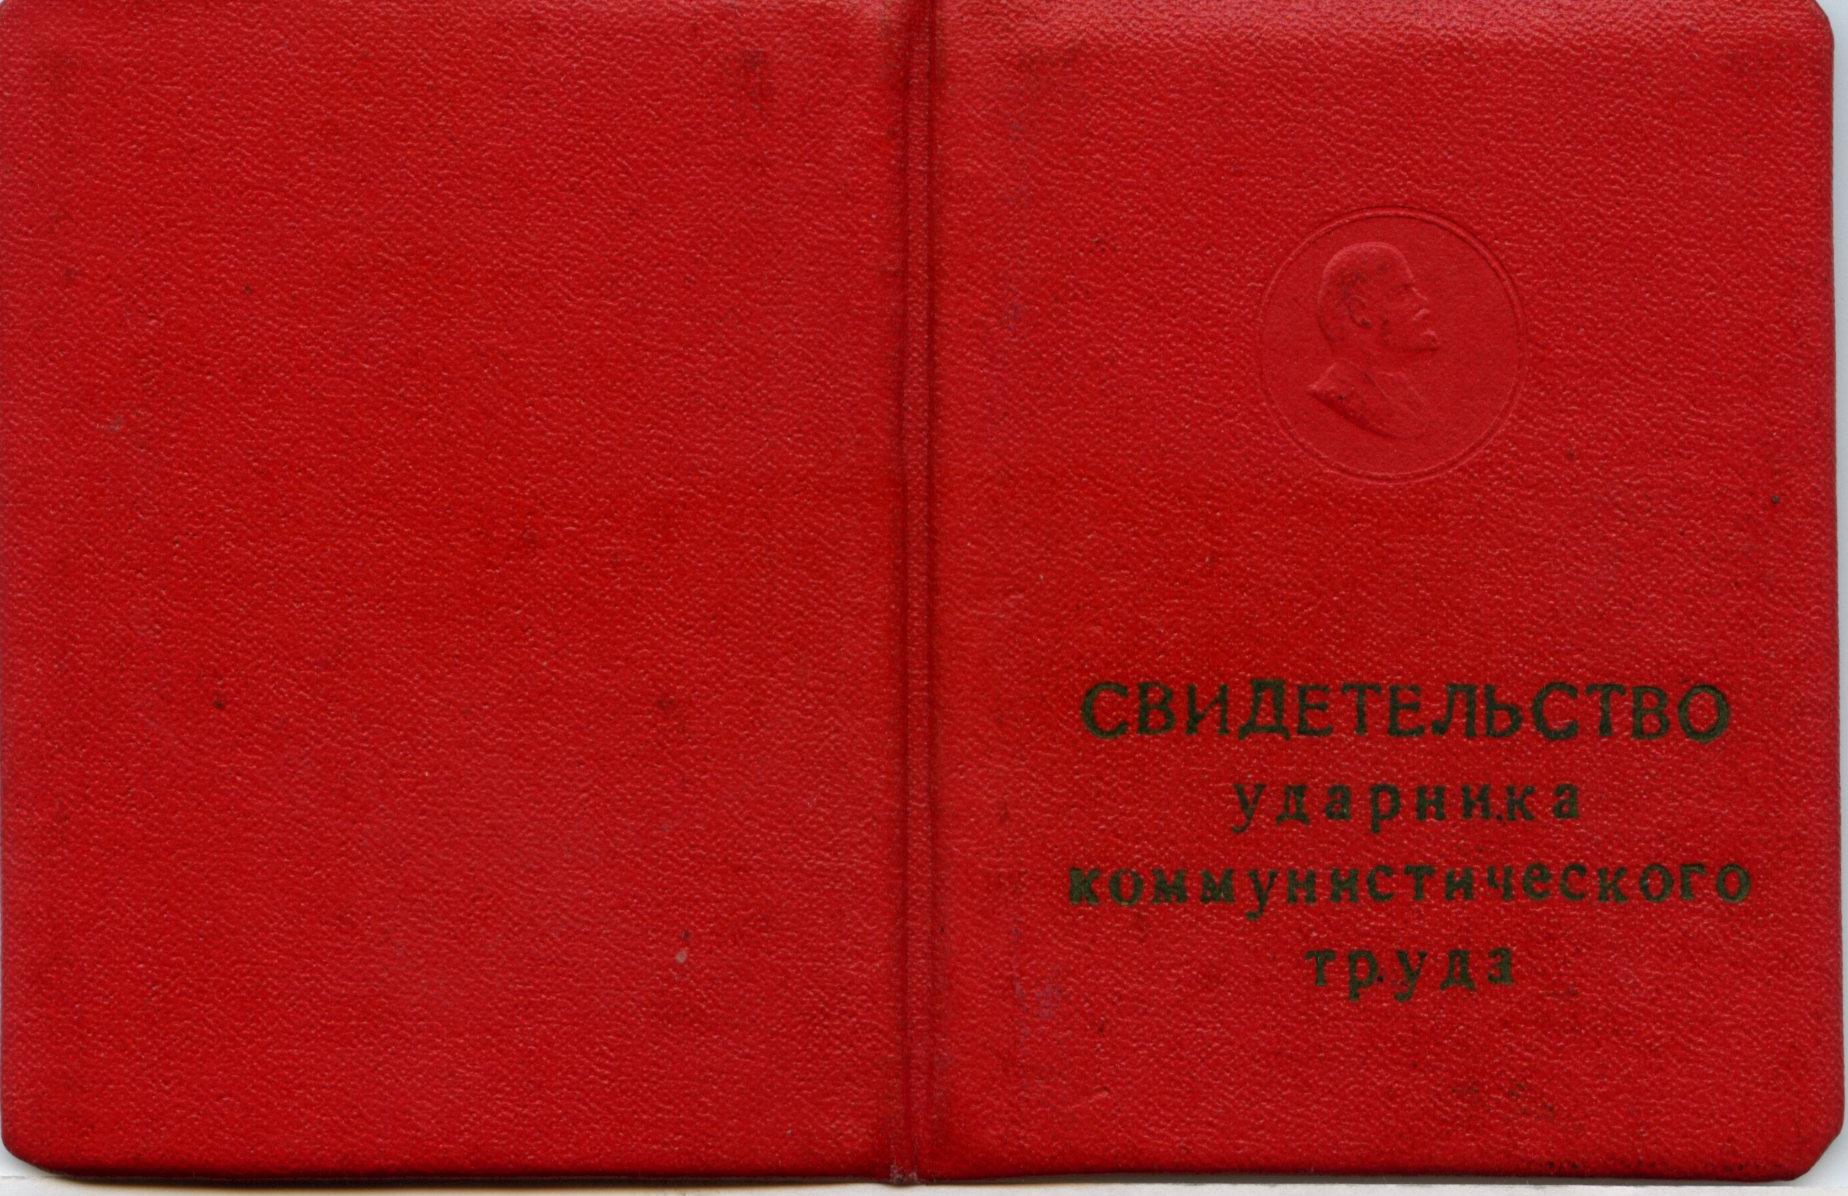 СВИДЕТЕЛЬСТВО
ударника
коммунистического
труда